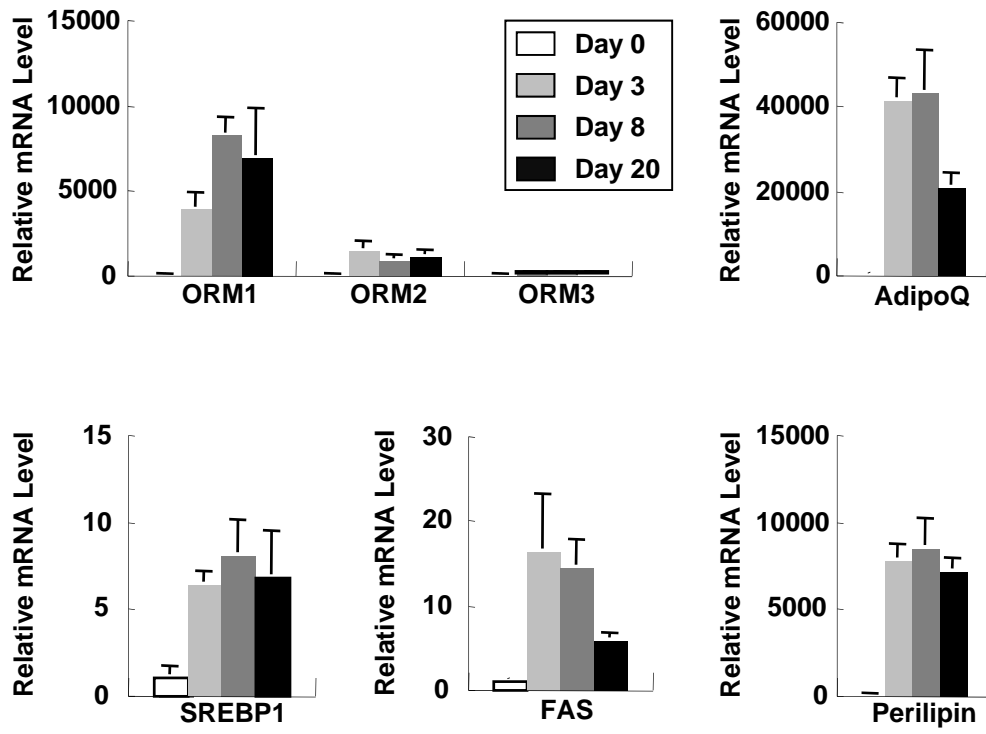 Relative mRNA Level
15000
10000
5000
0
ORM1
ORM2
ORM3
Day 0
Day 3
Day 8
Day 20
Relative mRNA Level
60000
40000
20000
0
AdipoQ
Relative mRNA Level
15
10
5
0
SREBP1
Relative mRNA Level
30
20
10
0
FAS
Relative mRNA Level
15000
10000
5000
0
Perilipin